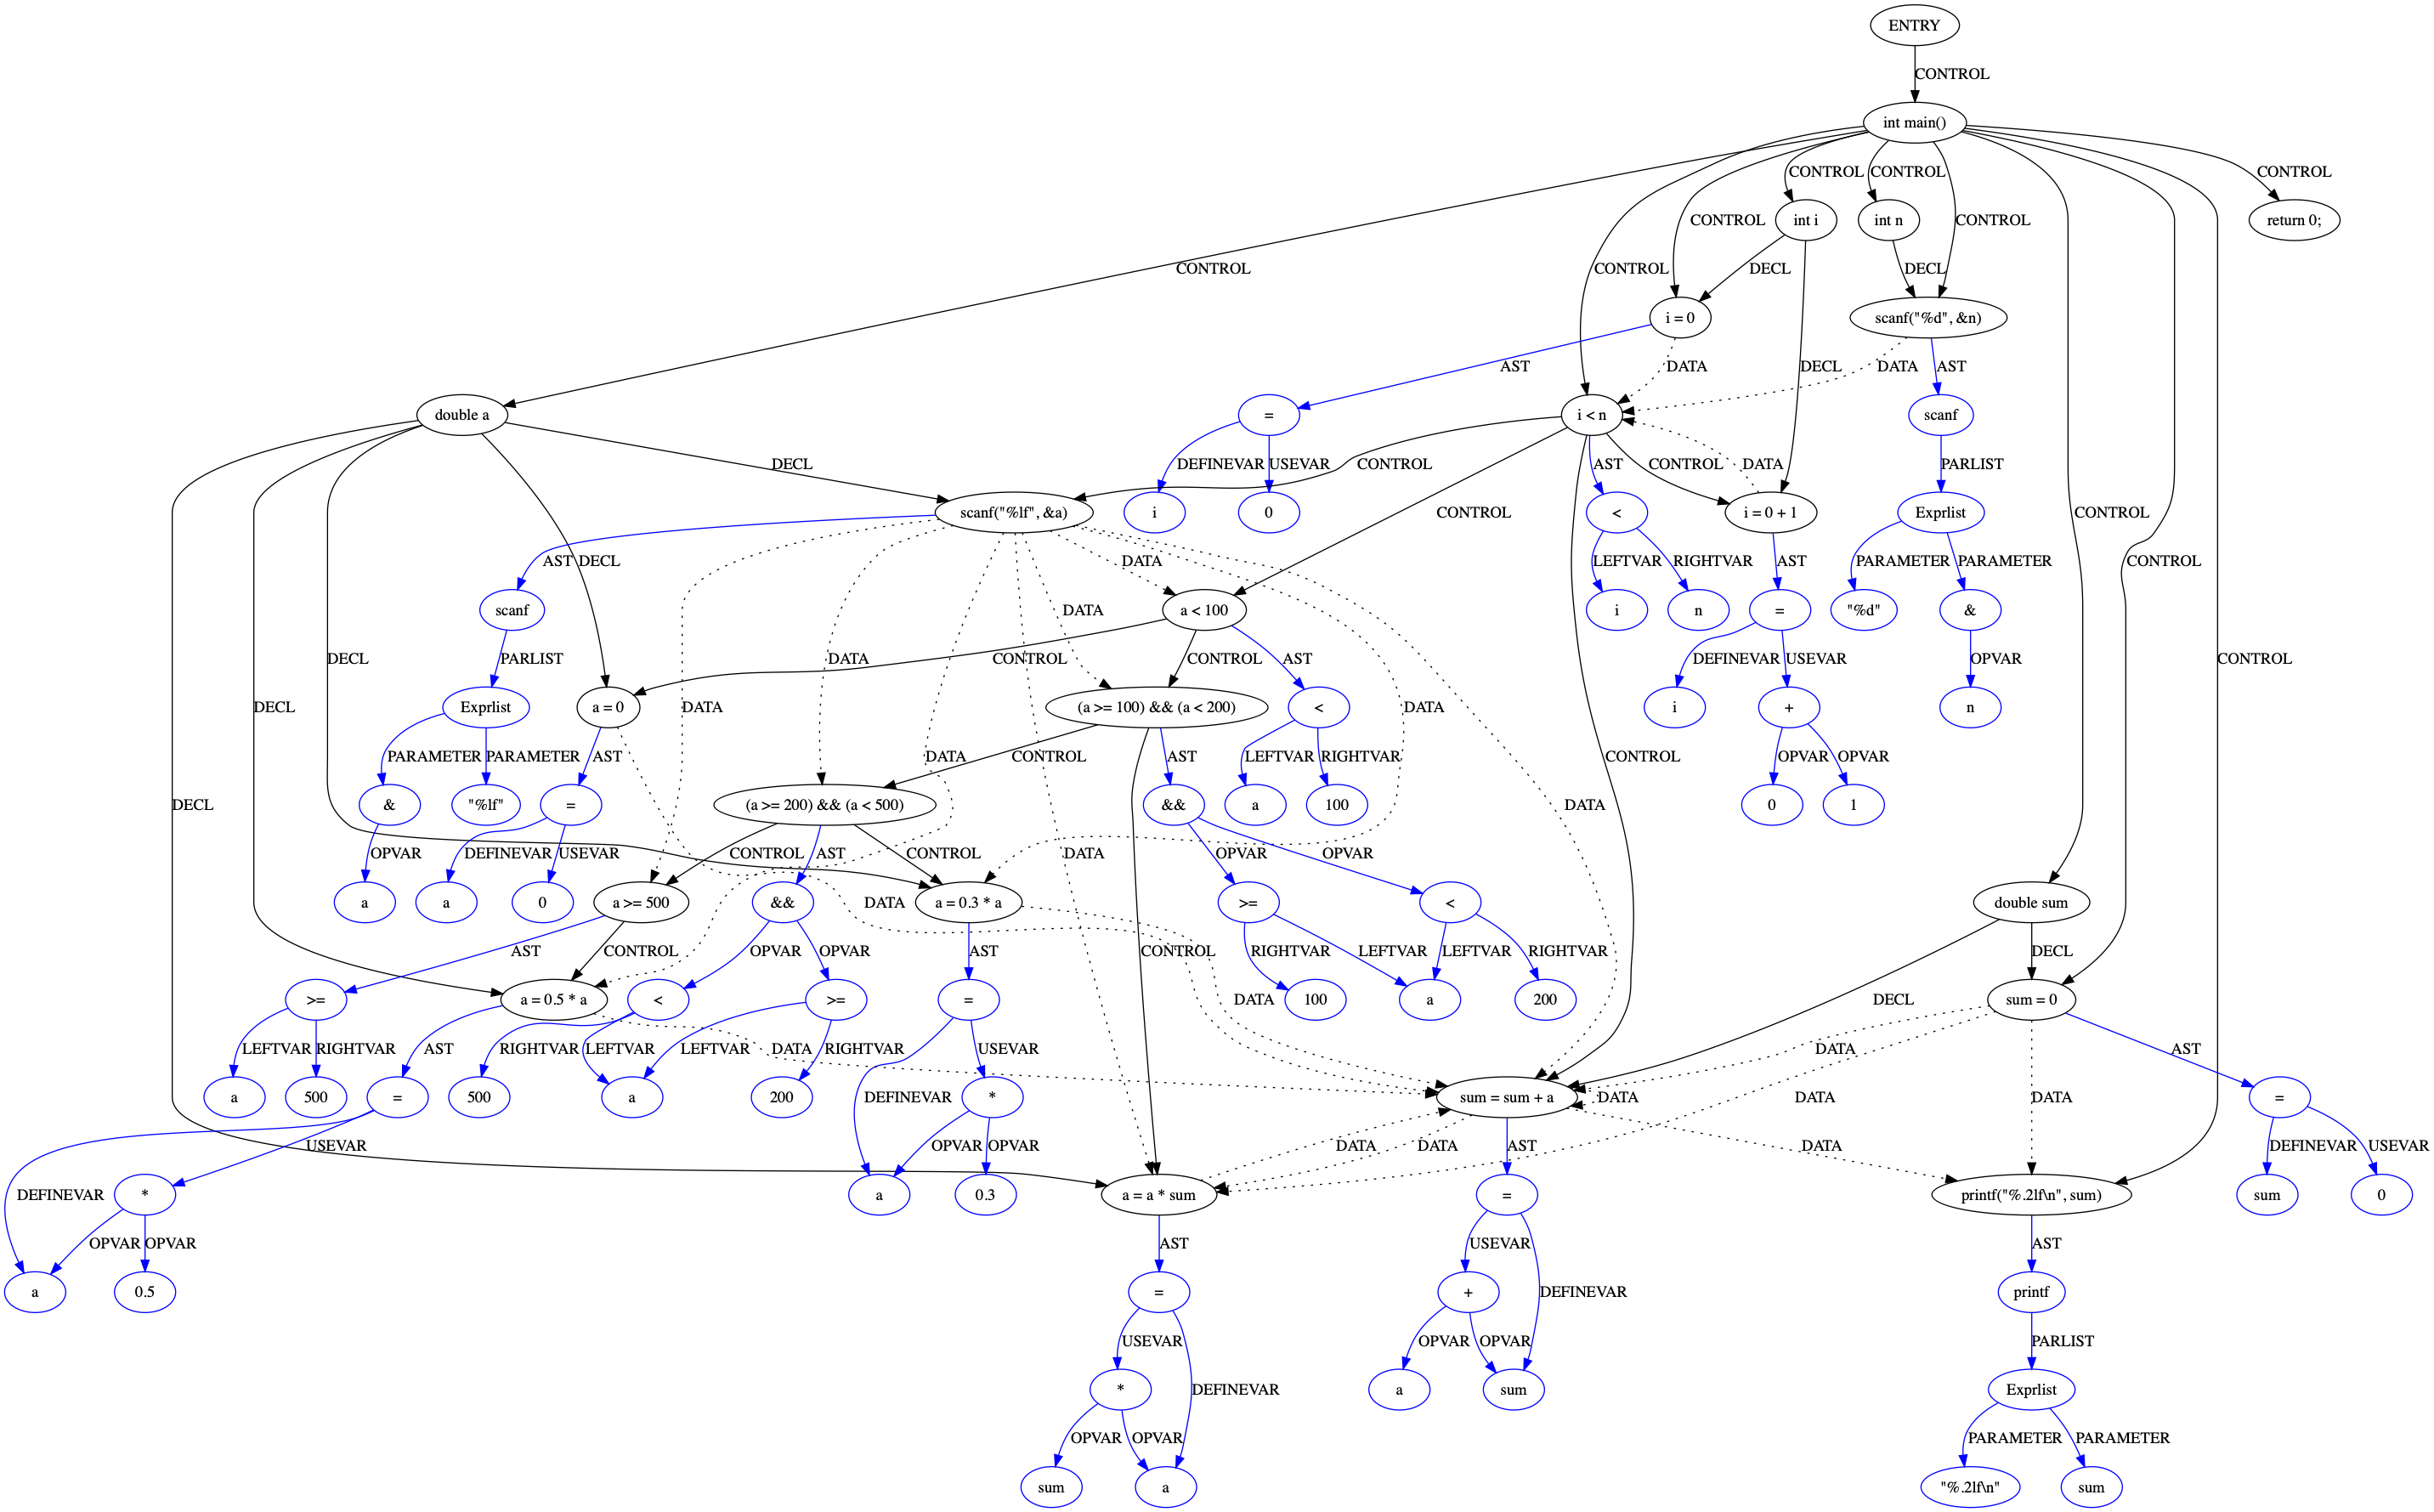 ENTRY
CONTROL
int main()
CONTROL CONTROL CONTROL
int i int n return 0;
CONTROL CONTROL
CONTROL CONTROL DECL DECL
i = 0 scanf("%d", &n)
AST DATA DECL DATA AST
double a = i < n scanf
DECL CONTROL DEFINEVAR USEVAR AST CONTROL DATA PARLIST
scanf("%lf", &a) i 0 < i = 0 + 1 Exprlist
CONTROL CONTROL
AST DECL DATA LEFTVAR RIGHTVAR AST PARAMETER PARAMETER CONTROL
scanf a < 100 i n = "%d" &
DATA
DECL PARLIST DATA CONTROL CONTROL AST DEFINEVAR USEVAR OPVAR CONTROL
Exprlist a = 0 (a >= 100) && (a < 200) < i + n
DECL DATA DATA
PARAMETER PARAMETER AST DATA CONTROL AST LEFTVAR RIGHTVAR CONTROL OPVAR OPVAR
DECL & "%lf" = (a >= 200) && (a < 500) && a 100 DATA 0 1
OPVAR DEFINEVAR USEVAR CONTROL AST CONTROL DATA OPVAR OPVAR
a a 0 a >= 500 && DATA a = 0.3 * a >= < double sum
AST CONTROL OPVAR OPVAR AST CONTROL RIGHTVAR LEFTVAR LEFTVAR RIGHTVAR DECL
>= a = 0.5 * a < >= = DATA 100 a 200 DECL sum = 0
LEFTVAR RIGHTVAR AST RIGHTVAR LEFTVAR LEFTVAR DATA RIGHTVAR USEVAR DATA DATA AST
a 500 = 500 a 200 DEFINEVAR * sum = sum + a DATA DATA =
USEVAR OPVAR OPVAR DATA DATA AST DATA DEFINEVAR USEVAR
DEFINEVAR * a 0.3 a = a * sum = printf("%.2lf\n", sum) sum 0
OPVAR OPVAR AST USEVAR AST
a 0.5 = + DEFINEVAR printf
USEVAR OPVAR OPVAR PARLIST
* DEFINEVAR a sum Exprlist
OPVAR OPVAR PARAMETER PARAMETER
sum a "%.2lf\n" sum